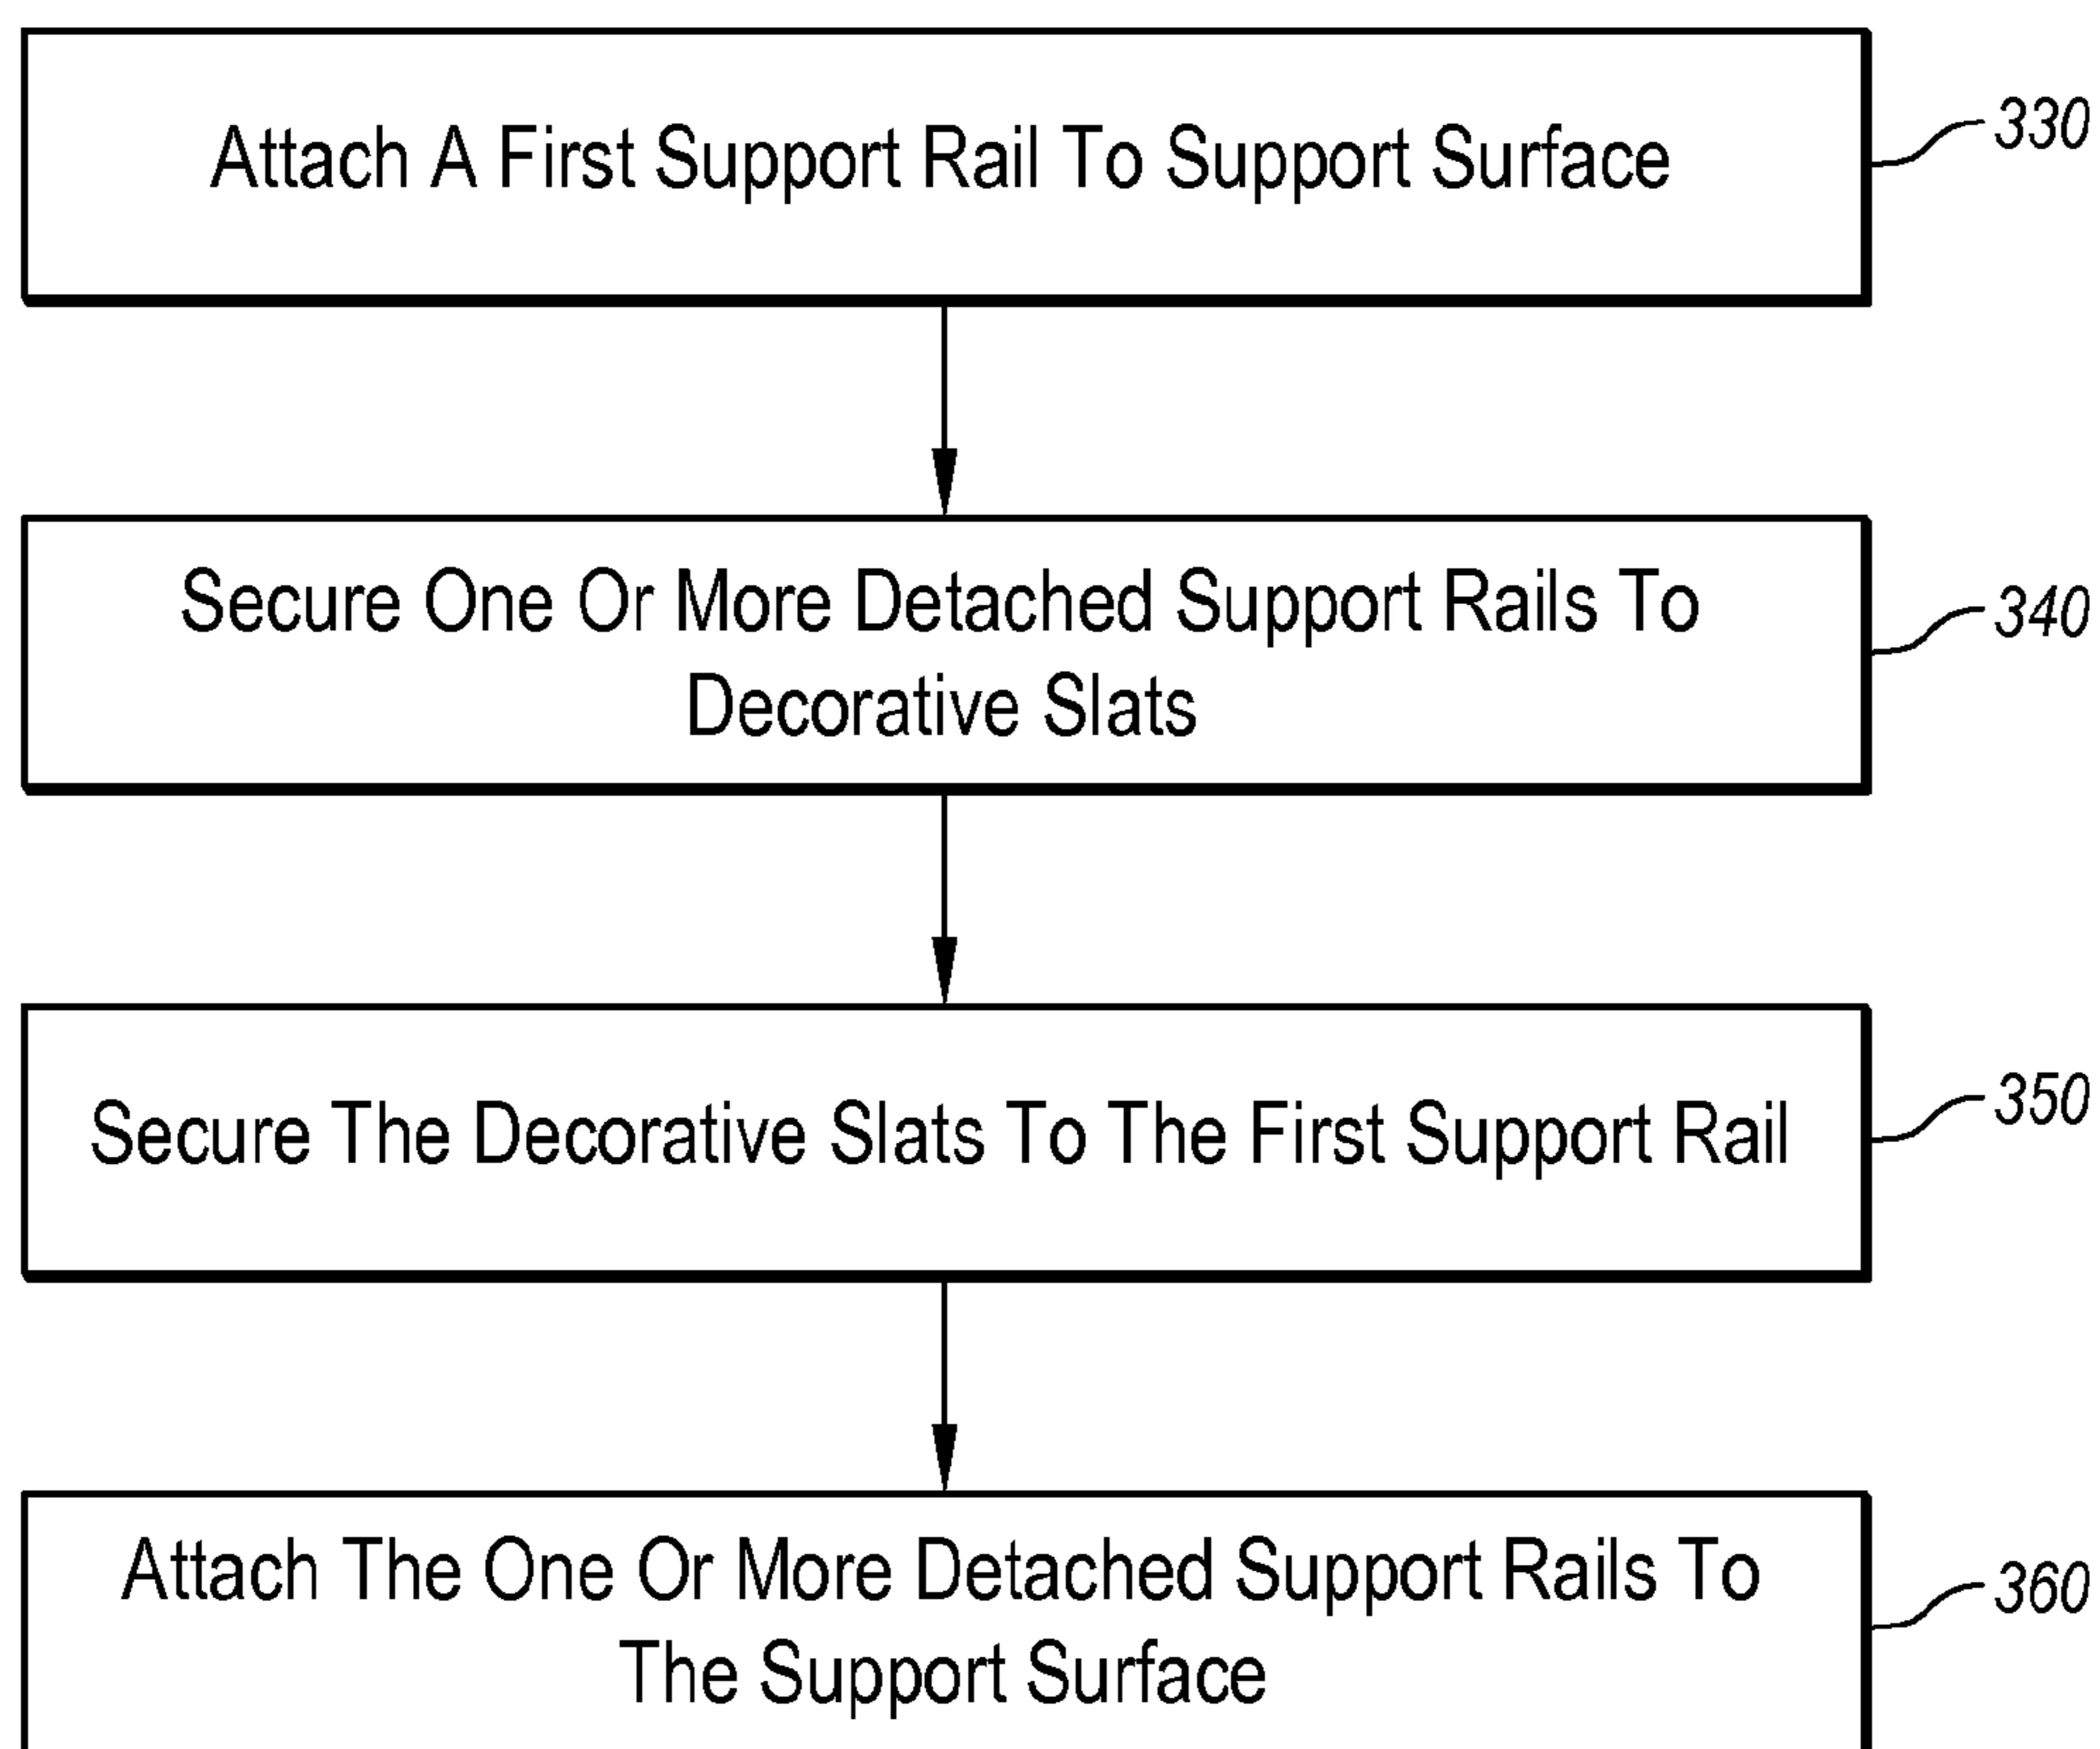 Attach A First Support Rail To Support Surface
330
Secure One Or More Detached Support Rails To
Decorative Slats
340
Secure The Decorative Slats To The First Support Rail
350
Attach The One Or More Detached Support Rails To
The Support Surface
360